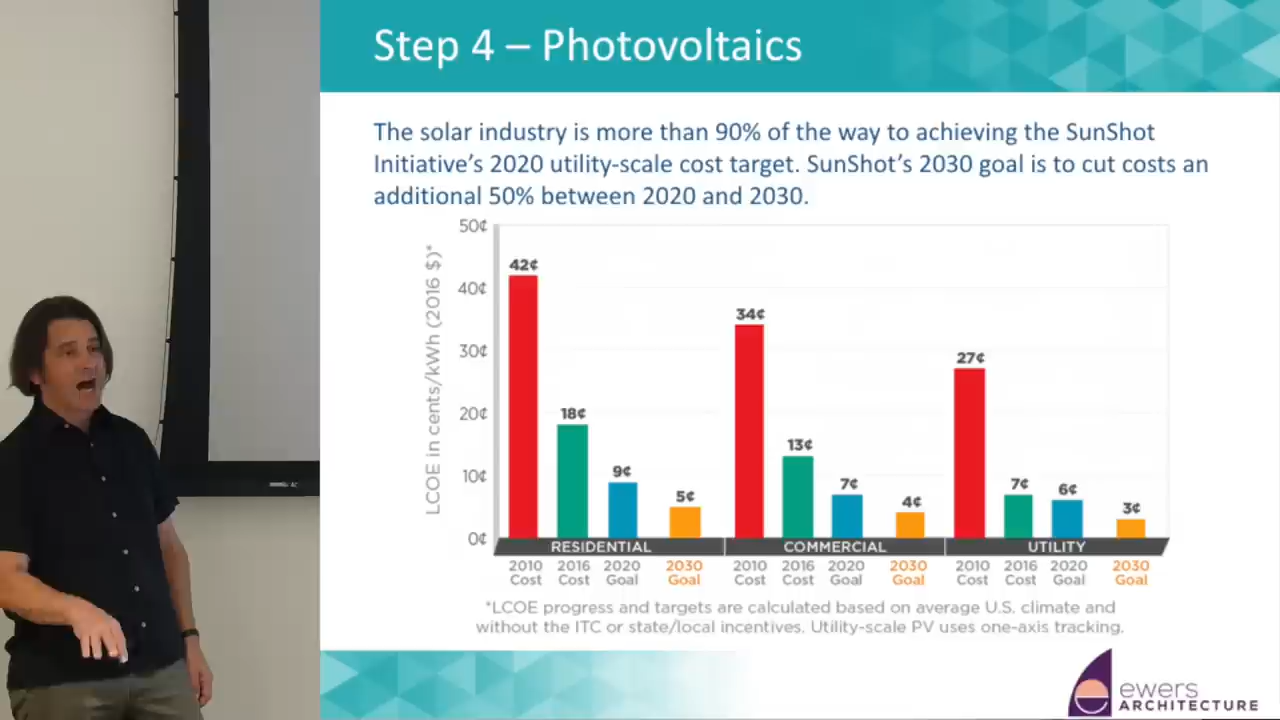 Step 4 – Photovoltaics
The solar industry is more than 90% of the way to achieving the SunShot
Initiative's 2020 utility-scale cost target. SunShot's 2030 goal is to cut costs an
additional 50% between 2020 and 2030.
LCOE in cents/kWh (2016 $)*
50¢
40¢
30¢
20¢
10¢
0¢
42¢
18¢
9¢
5¢
34¢
13¢
7¢
4¢
27¢
7¢
6¢
3¢
RESIDENTIAL COMMERCIAL UTILITY
2010 2016 2020 2030 2010 2016 2020 2030 2010 2016 2020 2030
Cost Cost Goal Goal Cost Cost Goal Goal Cost Cost Goal Goal
*LCOE progress and targets are calculated based on average U.S. climate and
without the ITC or state/local incentives. Utility-scale PV uses one-axis tracking.
ewers
ARCHITECTURE